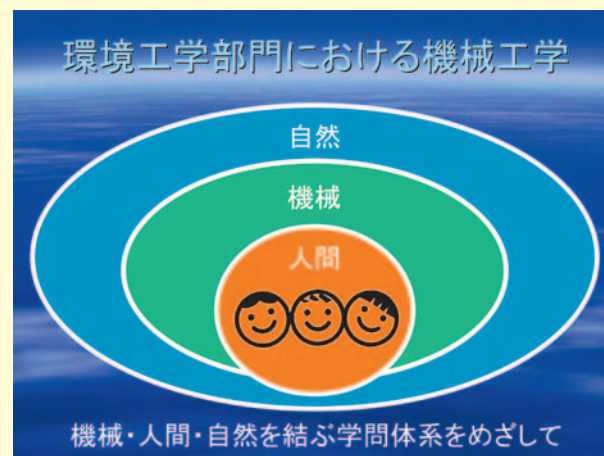 環境工学部門における機械工学
自然
機械
人間
機械・人間・自然を結ぶ学問体系をめざして